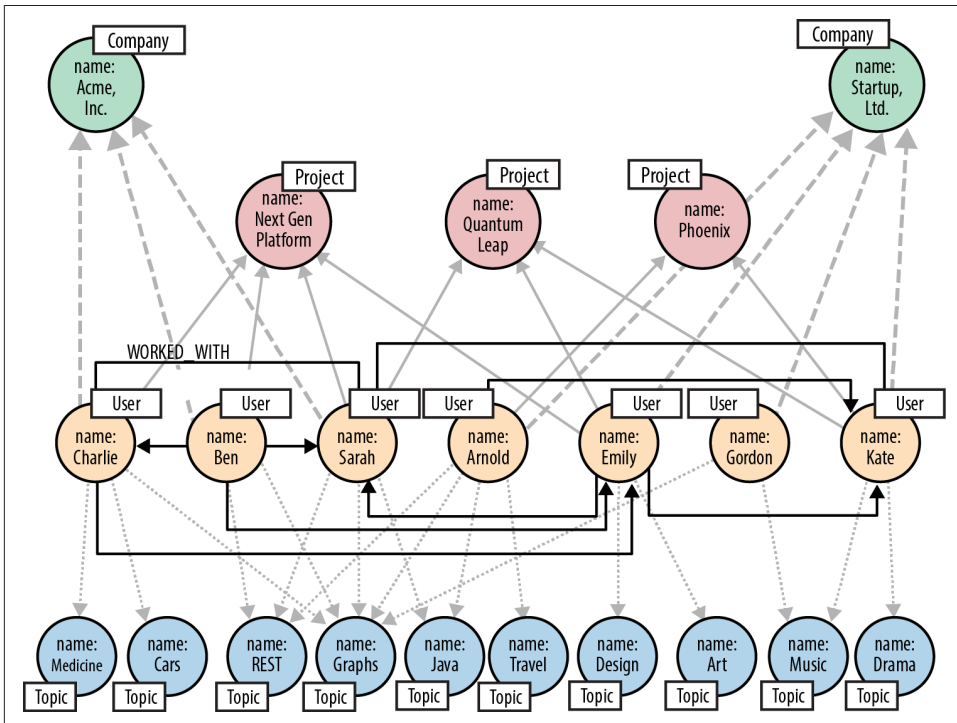 Company
name:
Acme,
Inc.
Company
name:
Startup,
Ltd.
Project
name:
Next Gen
Platform
Project
name:
Quantum
Leap
Project
name:
Phoenix
WORKED_WITH
User
name:
Charlie
User
name:
Ben
User
name:
Sarah
User
name:
Arnold
User
name:
Emily
User
name:
Gordon
User
name:
Kate
name:
Medicine
Topic
name:
Cars
Topic
name:
REST
Topic
name:
Graphs
Topic
name:
Java
Topic
name:
Travel
Topic
name:
Design
Topic
name:
Art
Topic
name:
Music
Topic
name:
Drama
Topic